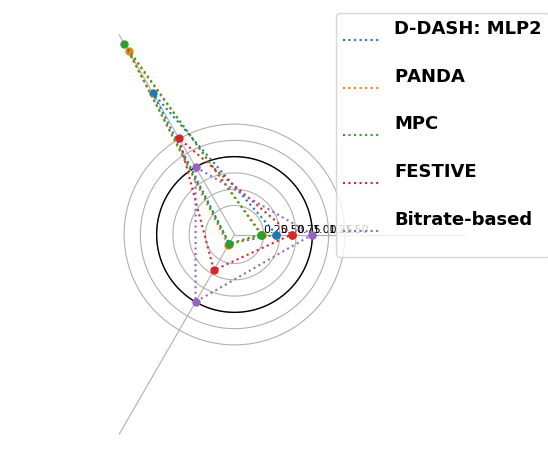 D-DASH: MLP2
PANDA
MPC
FESTIVE
Bitrate-based